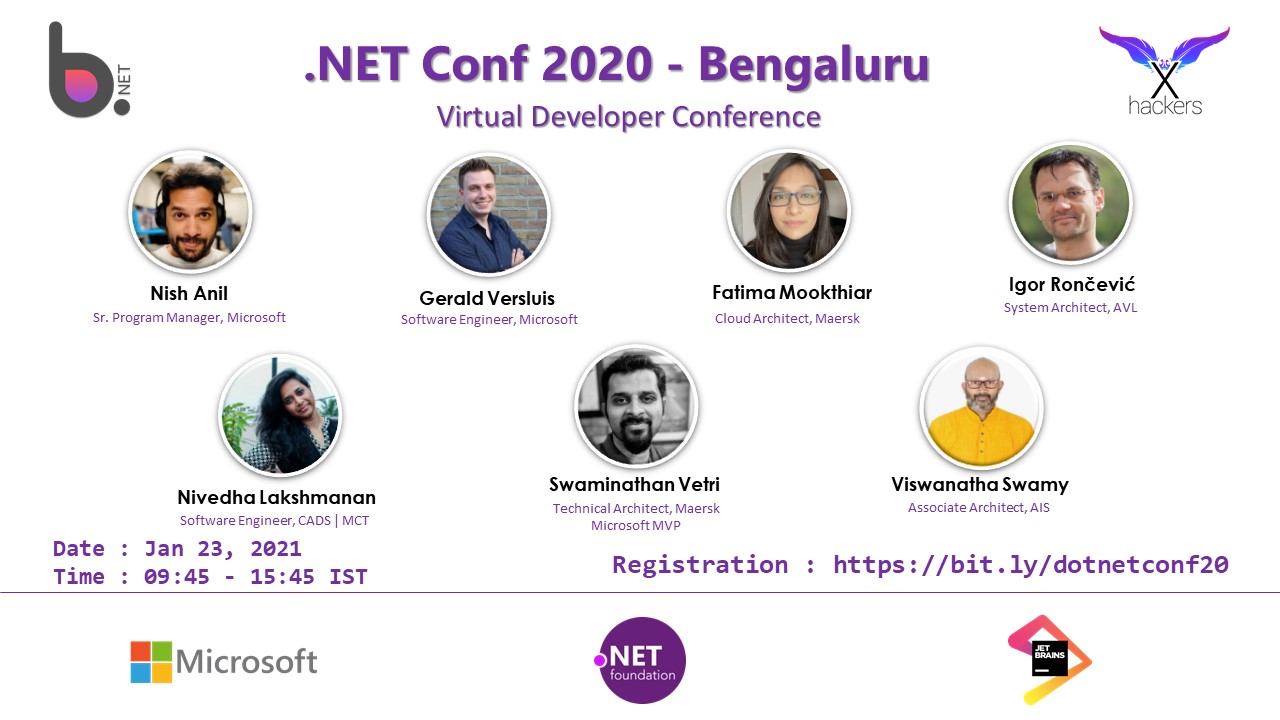 b.NET
.NET Conf 2020 - Bengaluru
Virtual Developer Conference
X
hackers
Nish Anil
Sr. Program Manager, Microsoft
Gerald Versluis
Software Engineer, Microsoft
Fatima Mookthiar
Cloud Architect, Maersk
Igor Rončević
System Architect, AVL
Nivedha Lakshmanan
Software Engineer, CADS | MCT
Swaminathan Vetri
Technical Architect, Maersk
Microsoft MVP
Viswanatha Swamy
Associate Architect, AIS
Date : Jan 23, 2021
Time : 09:45 - 15:45 IST
Registration : https://bit.ly/dotnetconf20
Microsoft
.NET
foundation
JET
BRAINS